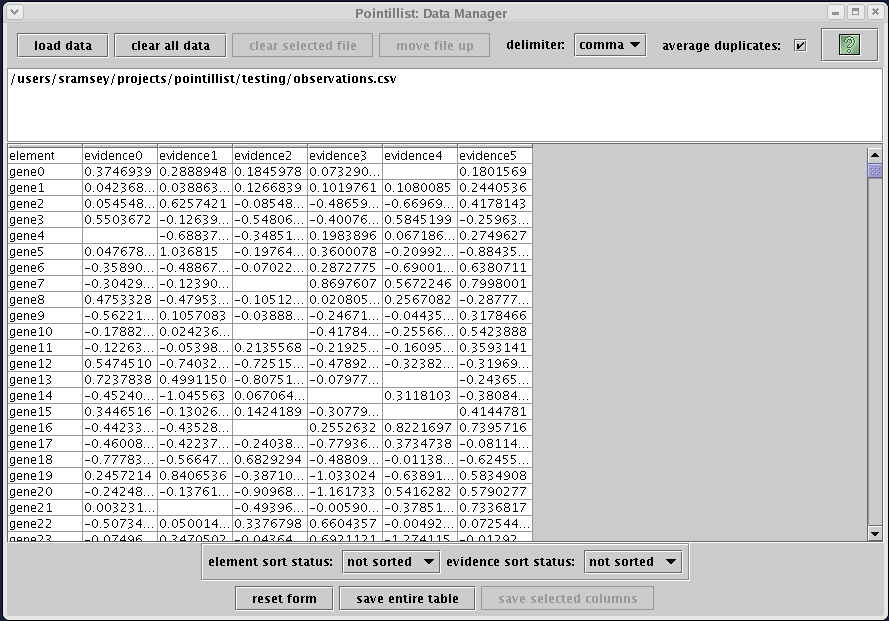 Pointillist: Data Manager
load data clear all data clear selected file move file up delimiter: comma average duplicates: ?
/users/sramsey/projects/pointillist/testing/observations.csv
element evidence0 evidence1 evidence2 evidence3 evidence4 evidence5
gene0 0.3746939 0.2888948 0.1845978 0.073290... 0.1801569
gene1 0.042368... 0.038863... 0.1266839 0.1019761 0.1080085 0.2440536
gene2 0.054548... 0.6257421 -0.08548... -0.48659... -0.66969... 0.4178143
gene3 0.5503672 -0.12639... -0.54806... -0.40076... 0.5845199 -0.25963...
gene4 -0.68837... -0.34851... 0.1983896 0.067186... 0.2749627
gene5 0.047678... 1.036815 -0.19764... 0.3600078 -0.20992... -0.88435...
gene6 -0.35890... -0.48867... -0.07022... 0.2872775 -0.69001... 0.6380711
gene7 -0.30429... -0.12390... 0.8697607 0.5672246 0.7998001
gene8 0.4753328 -0.47953... -0.10512... 0.020805... 0.2567082 -0.28777...
gene9 -0.56221... 0.1057083 -0.03888... -0.24671... -0.04435... 0.3178466
gene10 -0.17882... 0.024236... -0.41784... -0.25566... 0.5423888
gene11 -0.12263... -0.05398... 0.2135568 -0.21925... -0.16095... 0.3593141
gene12 0.5474510 -0.74032... -0.72515... -0.47892... -0.32382... -0.31969...
gene13 0.7237838 0.4991150 -0.80751... -0.07977... -0.24365...
gene14 -0.45240... -1.045563 0.067064... 0.3118103 -0.38084...
gene15 0.3446516 -0.13026... 0.1424189 -0.30779... 0.4144781
gene16 -0.44233... -0.43528... 0.2552632 0.8221697 0.7395716
gene17 -0.46008... -0.42237... -0.24038... -0.77936... 0.3734738 -0.08114...
gene18 -0.77783... -0.56647... 0.6829294 -0.48809... -0.01138... -0.62455...
gene19 0.2457214 0.8406536 -0.38710... -1.033024 -0.63891... 0.5834908
gene20 -0.24248... -0.13761... -0.90968... -1.161733 0.5416282 0.5790277
gene21 0.003231... -0.49396... -0.00590... -0.37851... 0.7336817
gene22 -0.50734... 0.050014... 0.3376798 0.6604357 -0.00492... 0.072544...
gene23 -0.07496... 0.3470502 -0.04364... 0.6921121 -1.274115 -0.01292...
element sort status: not sorted evidence sort status: not sorted
reset form save entire table save selected columns